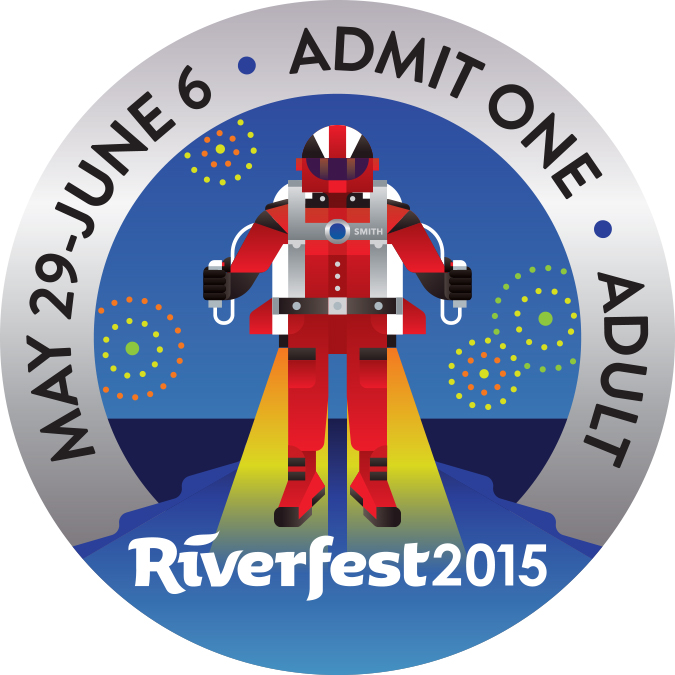 MAY 29-JUNE 6 • ADMIT ONE • ADULT
SMITH
Riverfest2015